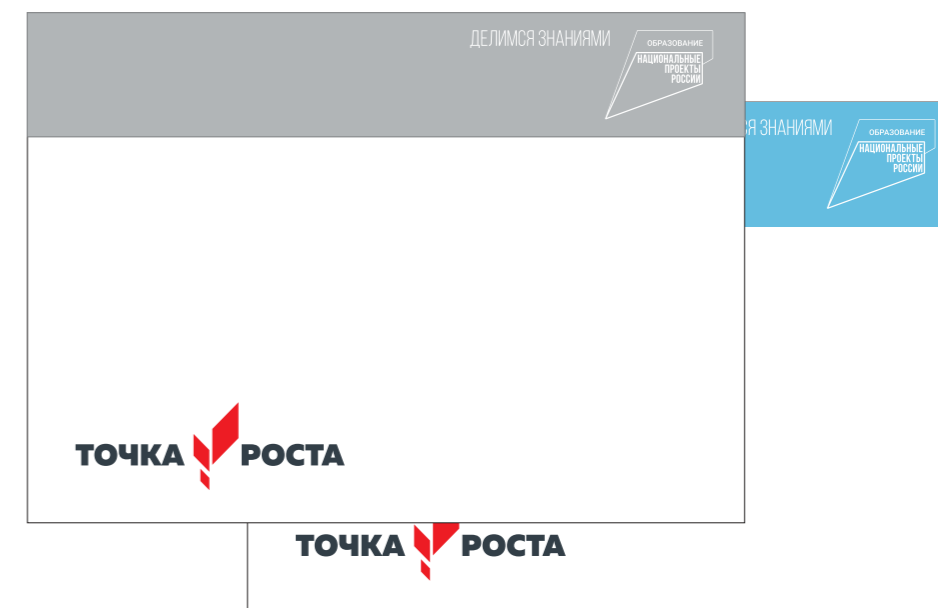 ДЕЛИМСЯ ЗНАНИЯМИ
ОБРАЗОВАНИЕ
НАЦИОНАЛЬНЫЕ
ПРОЕКТЫ
РОССИИ
Я ЗНАНИЯМИ
ОБРАЗОВАНИЕ
НАЦИОНАЛЬНЫЕ
ПРОЕКТЫ
РОССИИ
ТОЧКА РОСТА
ТОЧКА РОСТА